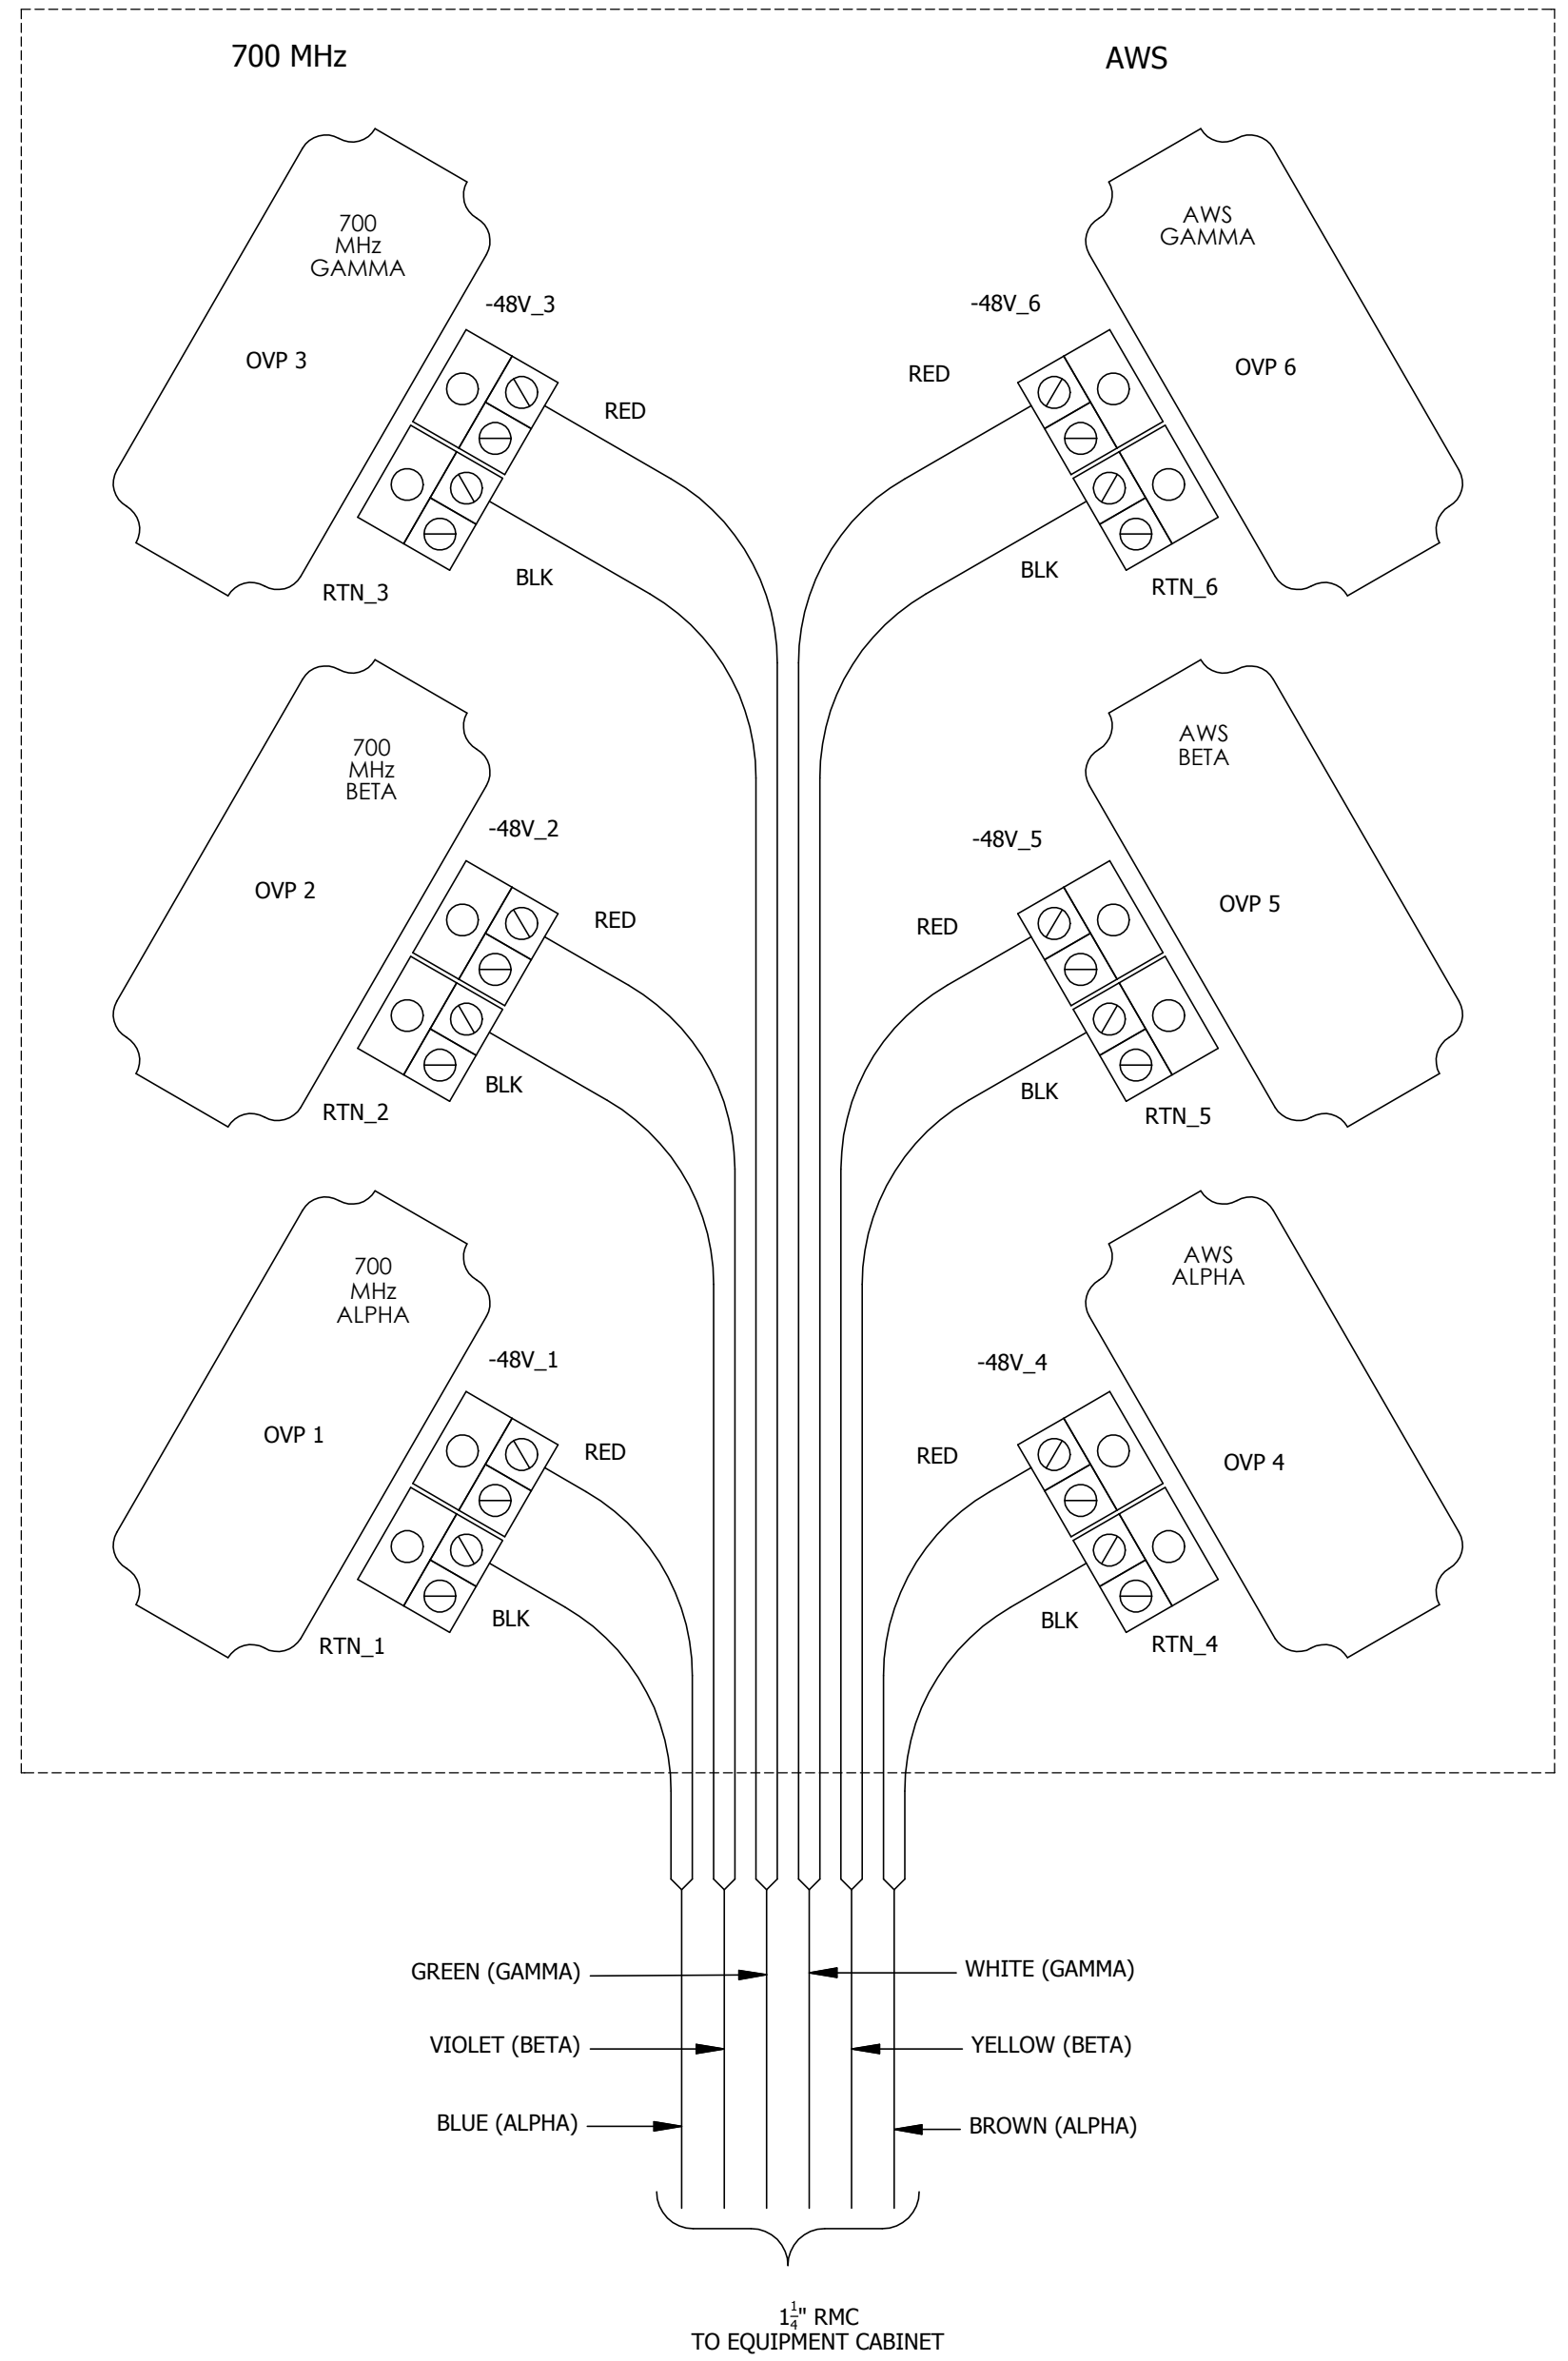 700 MHz
AWS
700
MHz
GAMMA
OVP 3
-48V_3
RED
BLK
RTN_3
AWS
GAMMA
OVP 6
-48V_6
RED
BLK
RTN_6
700
MHz
BETA
OVP 2
-48V_2
RED
BLK
RTN_2
AWS
BETA
OVP 5
-48V_5
RED
BLK
RTN_5
700
MHz
ALPHA
OVP 1
-48V_1
RED
BLK
RTN_1
AWS
ALPHA
OVP 4
-48V_4
RED
BLK
RTN_4
GREEN (GAMMA)
WHITE (GAMMA)
VIOLET (BETA)
YELLOW (BETA)
BLUE (ALPHA)
BROWN (ALPHA)
1 1/4" RMC
TO EQUIPMENT CABINET